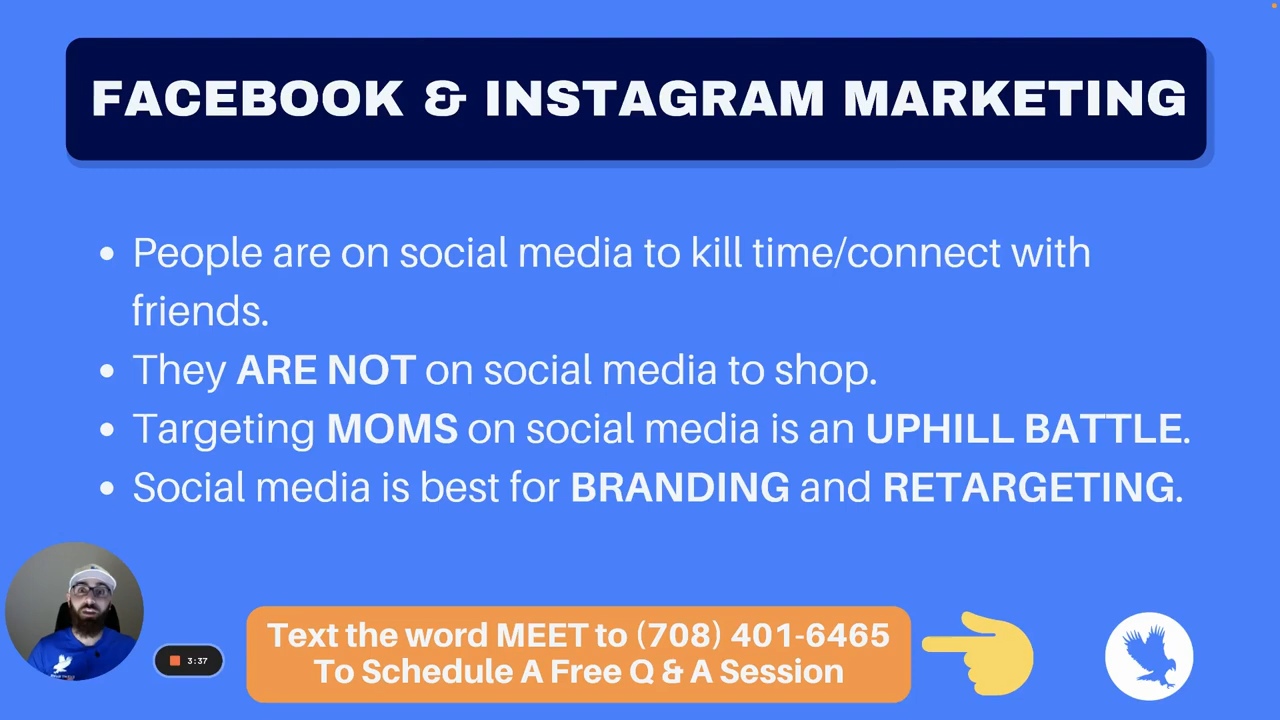 FACEBOOK & INSTAGRAM MARKETING
• People are on social media to kill time/connect with
friends.
• They ARE NOT on social media to shop.
• Targeting MOMS on social media is an UPHILL BATTLE.
• Social media is best for BRANDING and RETARGETING.
3:37
Text the word MEET to (708) 401-6465
To Schedule A Free Q & A Session